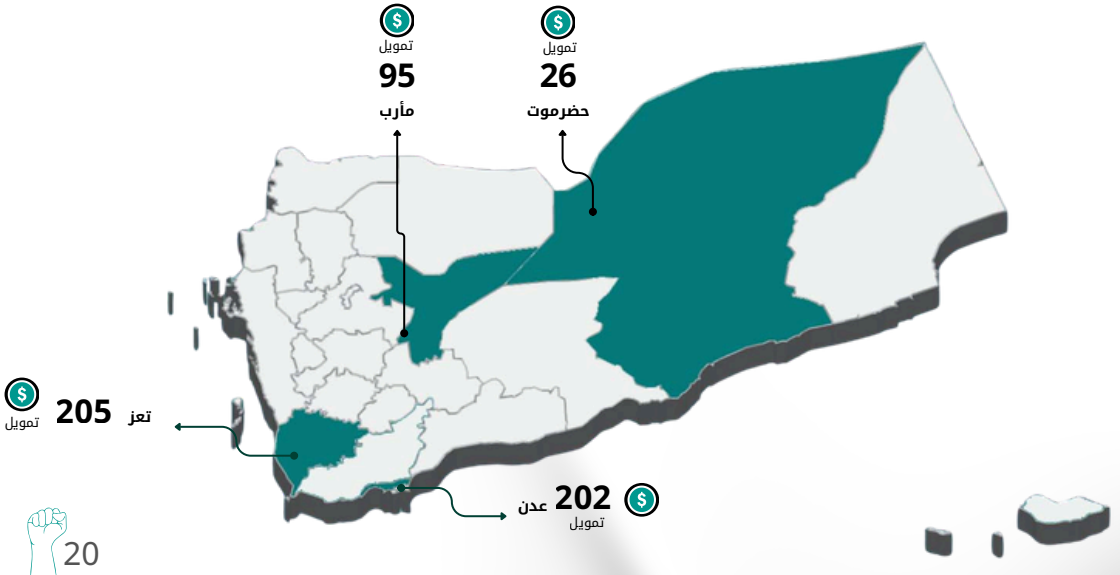 $
تمويل
26
حضرموت
$
تمويل
95
مأرب
تعز 205
$
تمويل
عدن 202
تمويل
$
20